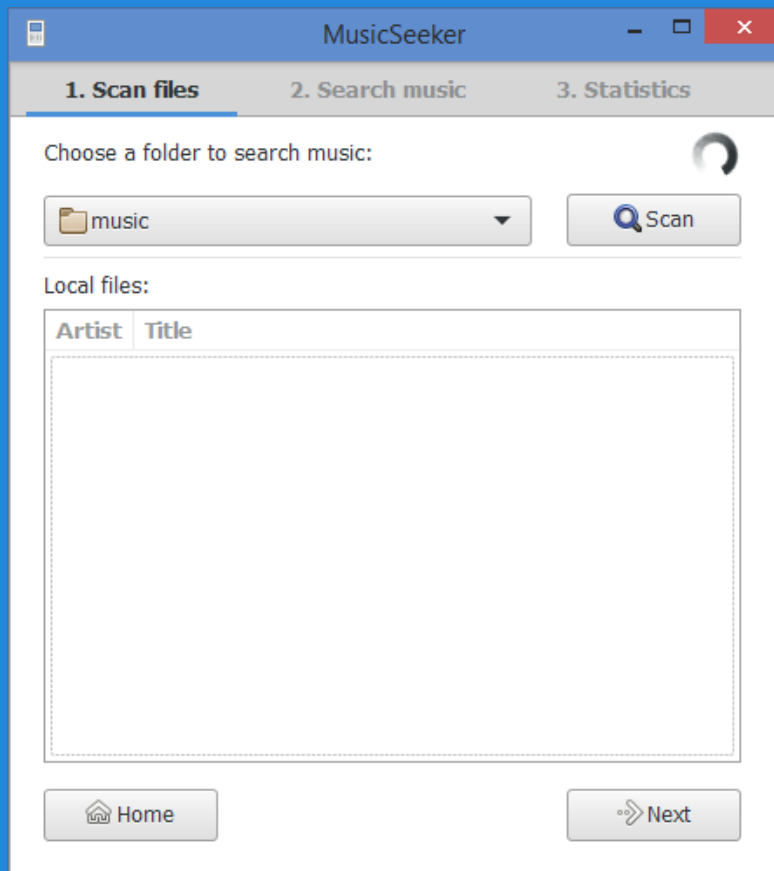 MusicSeeker
1. Scan files 2. Search music 3. Statistics
Choose a folder to search music:
music Scan
Local files:
Artist Title
Home Next